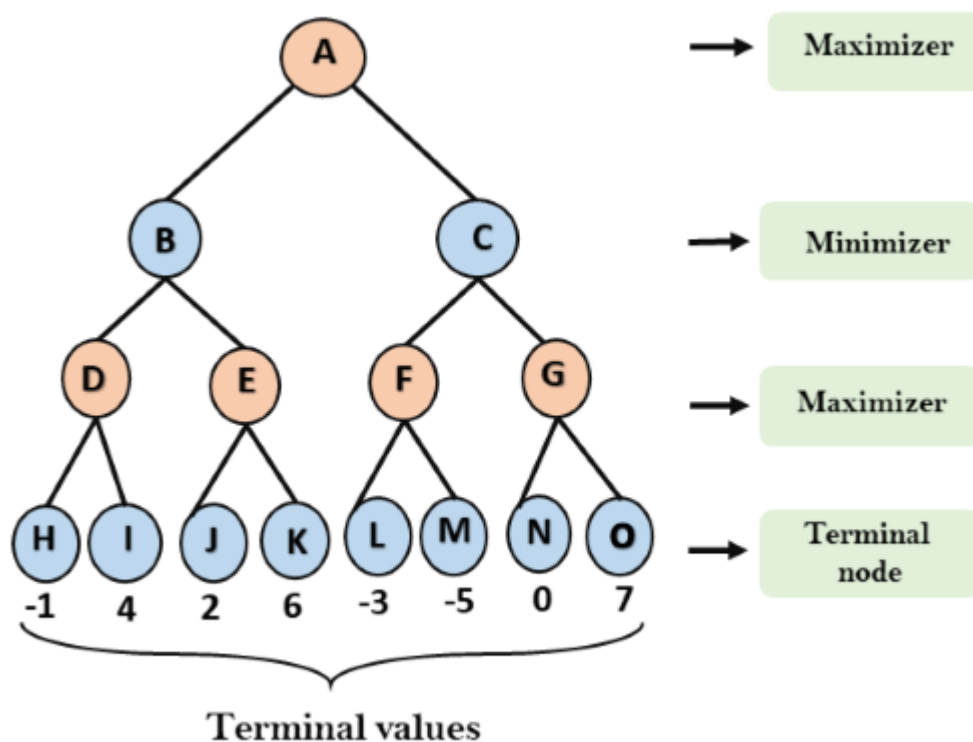 A
Maximizer
B
C
Minimizer
D
E
F
G
Maximizer
H
I
J
K
L
M
N
O
Terminal
node
-1
4
2
6
-3
-5
0
7
Terminal values